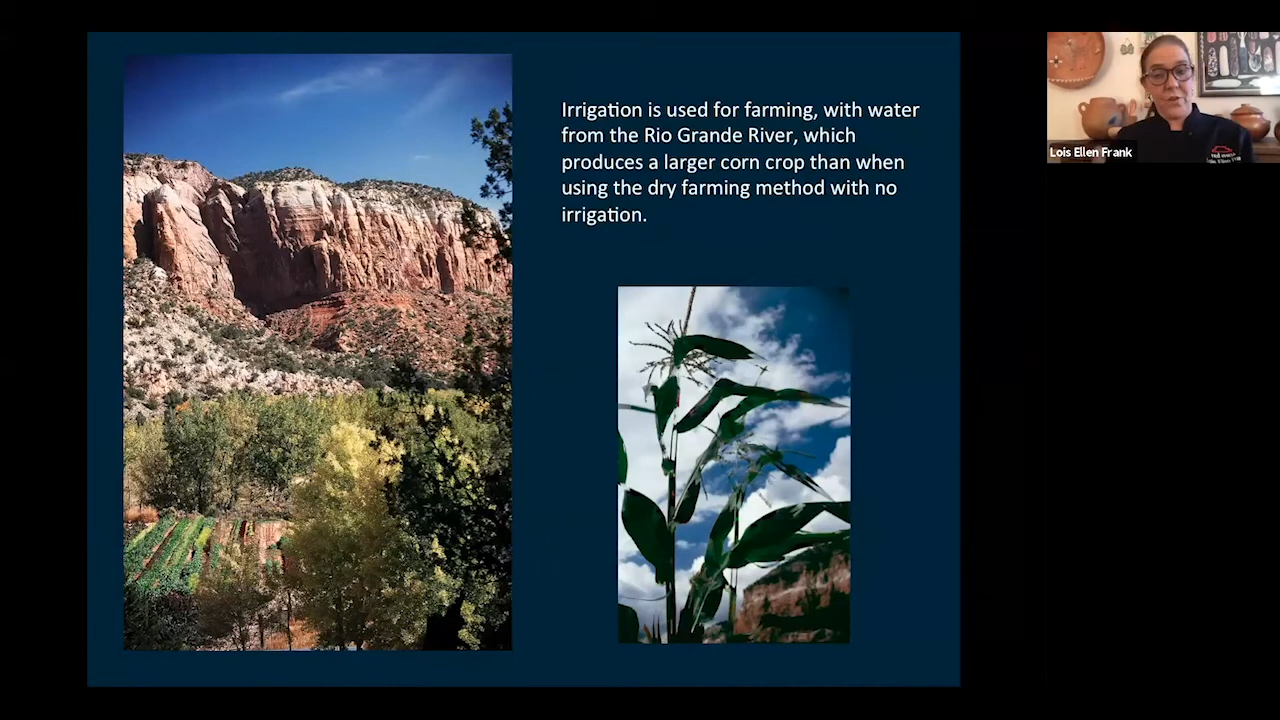 Irrigation is used for farming, with water
from the Rio Grande River, which
produces a larger corn crop than when
using the dry farming method with no
irrigation.
Lois Ellen Frank